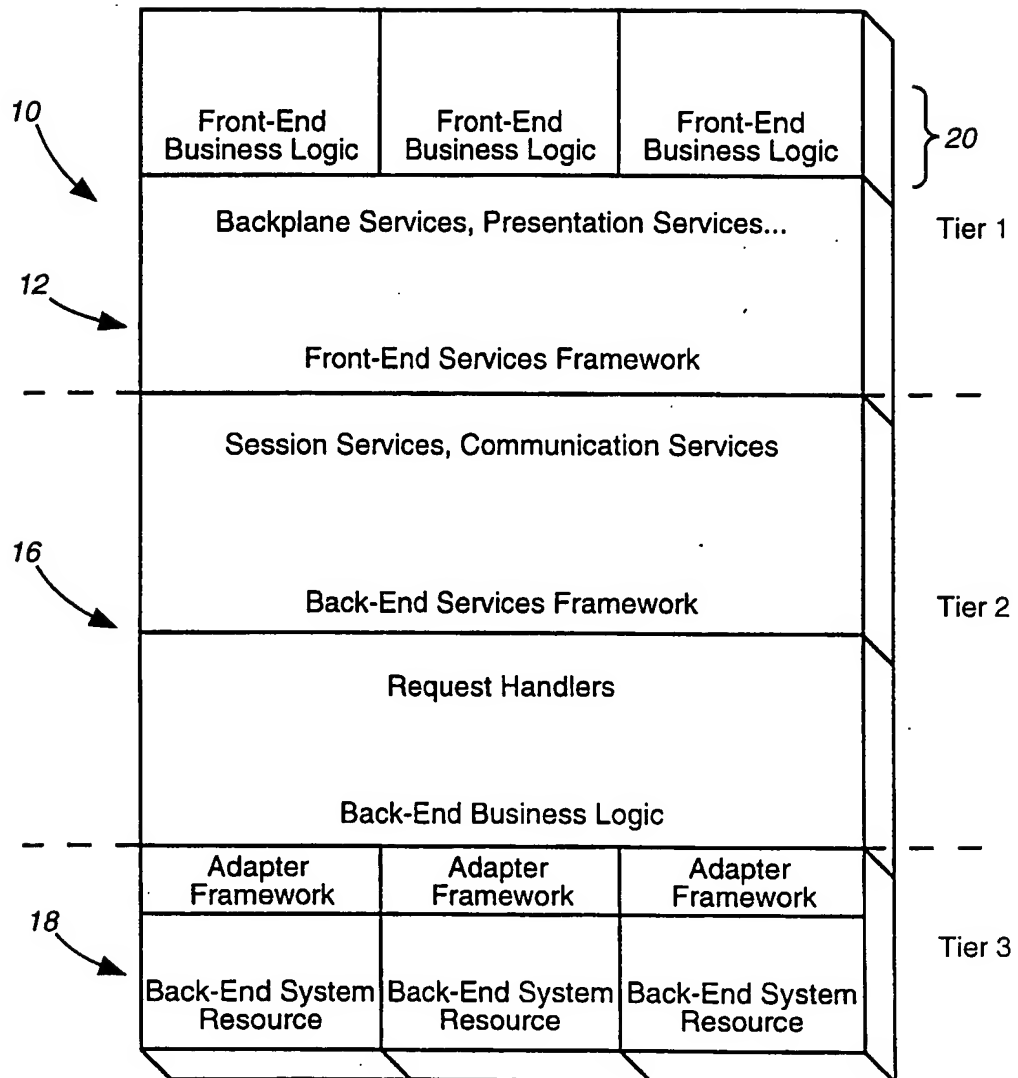 10
Front-End
Business Logic
Front-End
Business Logic
Front-End
Business Logic
20
Backplane Services, Presentation Services...
Tier 1
12
Front-End Services Framework
Session Services, Communication Services
16
Back-End Services Framework
Tier 2
Request Handlers
Back-End Business Logic
Adapter
Framework
Adapter
Framework
Adapter
Framework
18
Tier 3
Back-End System
Resource
Back-End System
Resource
Back-End System
Resource